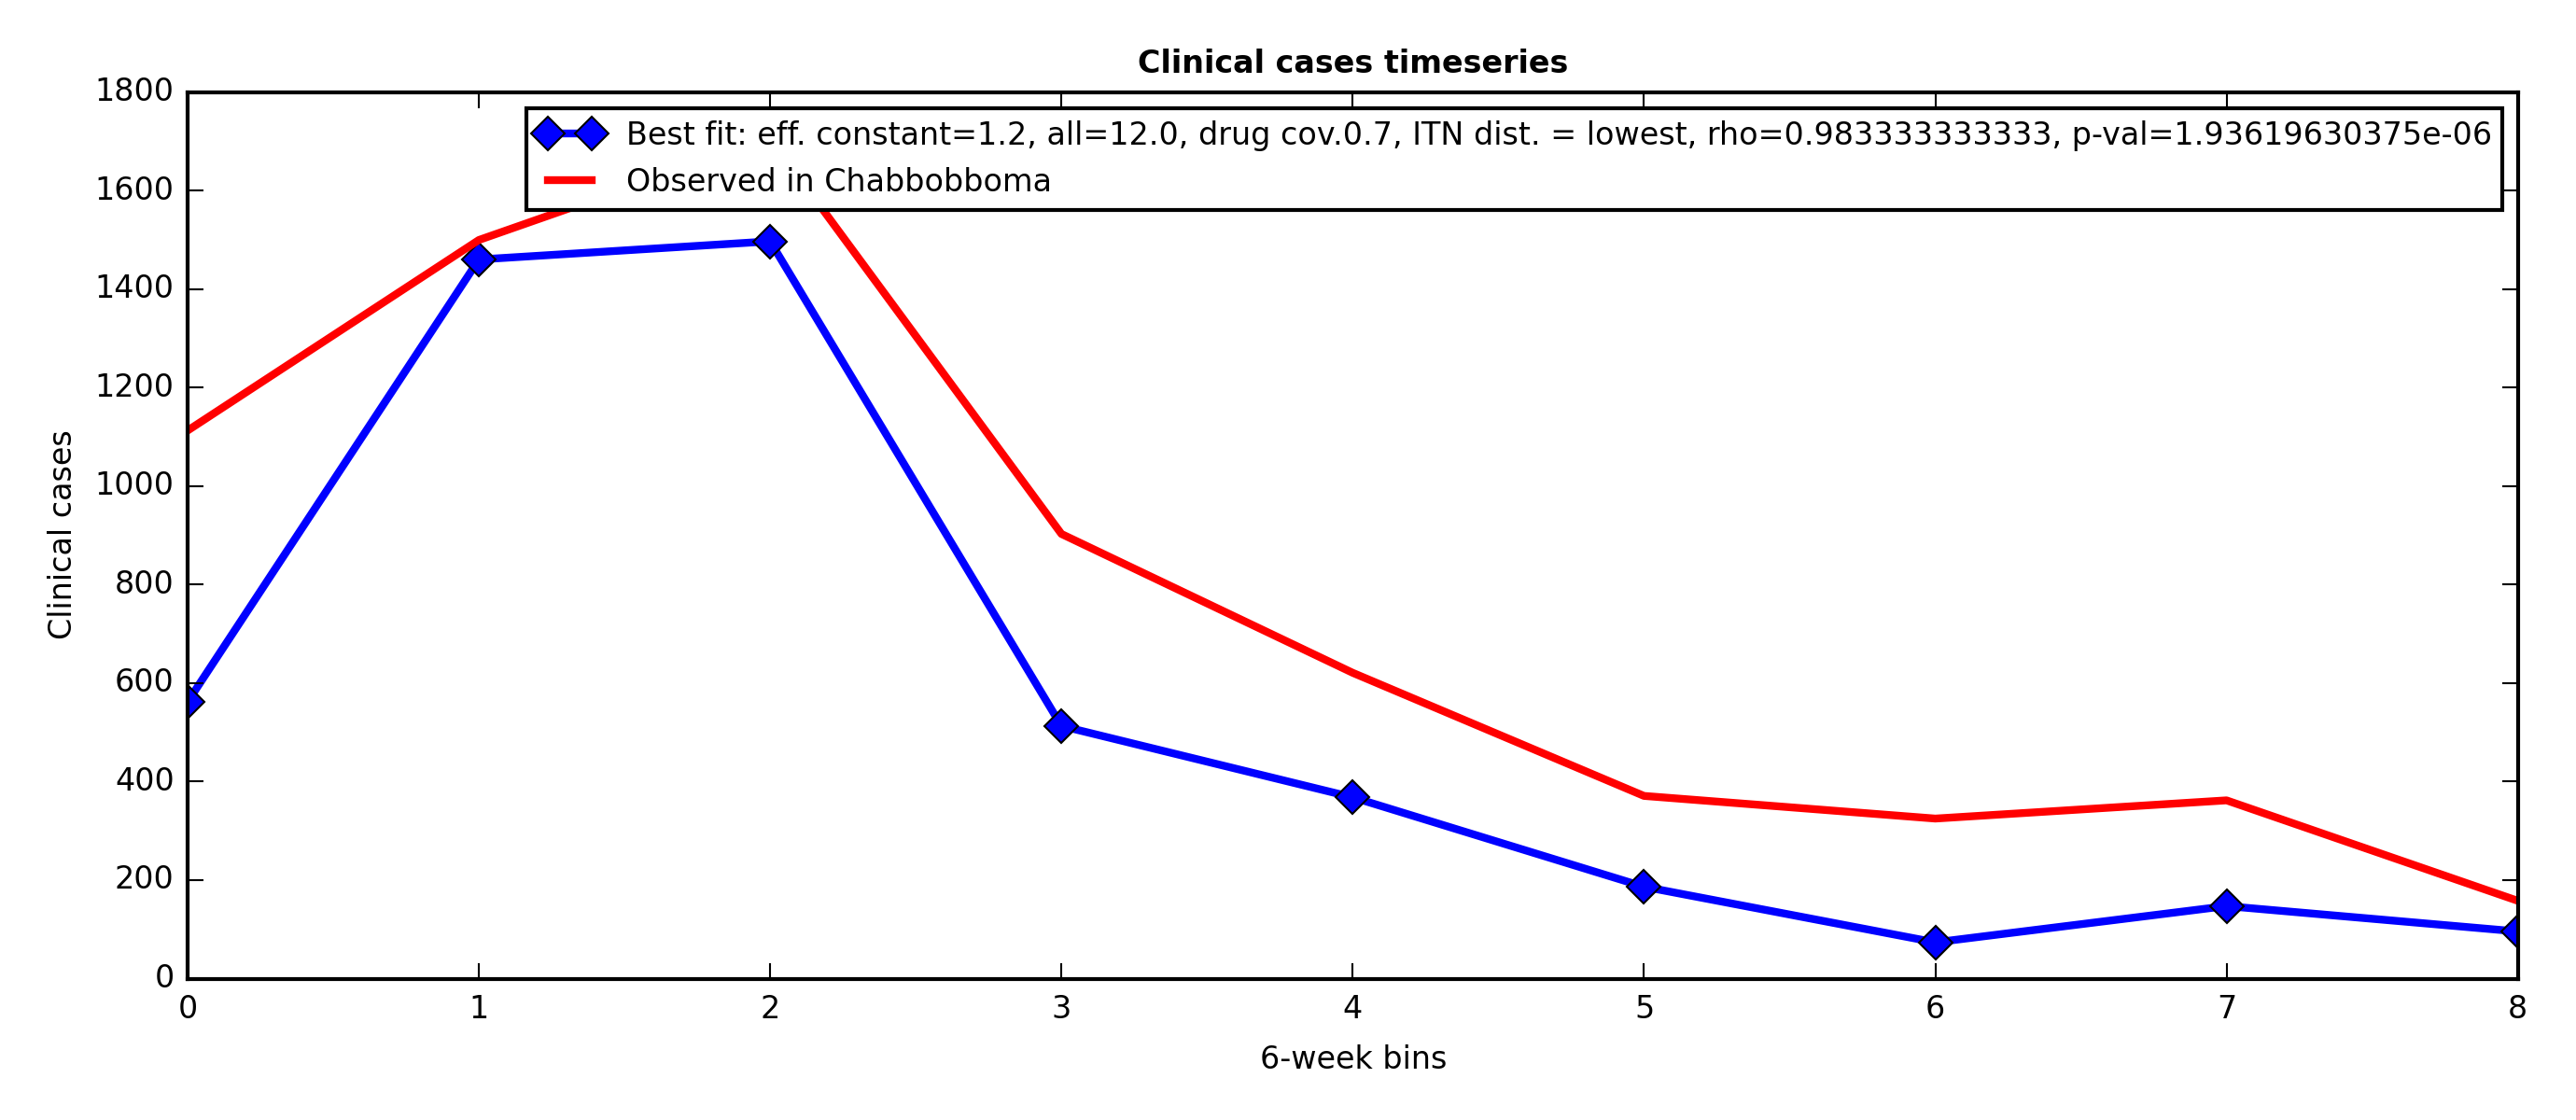 Clinical cases timeseries
1800
1600
1400
1200
1000
800
600
400
200
0
Clinical cases
Best fit: eff. constant=1.2, all=12.0, drug cov.0.7, ITN dist. = lowest, rho=0.983333333333, p-val=1.93619630375e-06
Observed in Chabbobboma
0 1 2 3 4 5 6 7 8
6-week bins